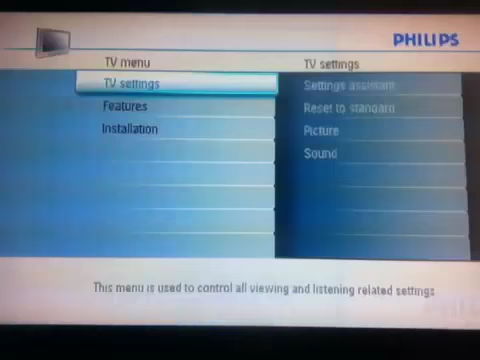 PHILIPS
TV menu
TV settings
TV settings
Settings assistant
Features
Reset to standard
Installation
Picture
Sound
This menu is used to control all viewing and listening related settings